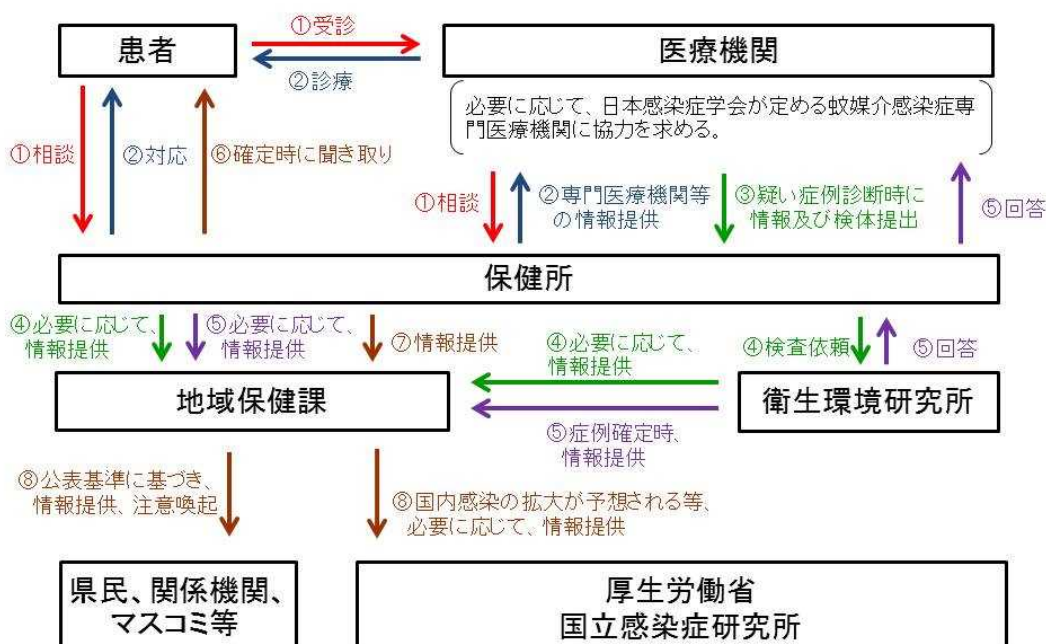 患者
①受診
②診療
医療機関
必要に応じて、日本感染症学会が定める蚊媒介感染症専
門医療機関に協力を求める。
①相談
②対応
⑥確定時に聞き取り
①相談
②専門医療機関等
の情報提供
③疑い症例診断時に
情報及び検体提出
⑤回答
保健所
④必要に応じて、
情報提供
⑤必要に応じて、
情報提供
⑦情報提供
④必要に応じて、
情報提供
④検査依頼
⑤回答
地域保健課
衛生環境研究所
⑤症例確定時、
情報提供
⑧公表基準に基づき、
情報提供、注意喚起
⑧国内感染の拡大が予想される等、
必要に応じて、情報提供
県民、関係機関、
マスコミ等
厚生労働省
国立感染症研究所